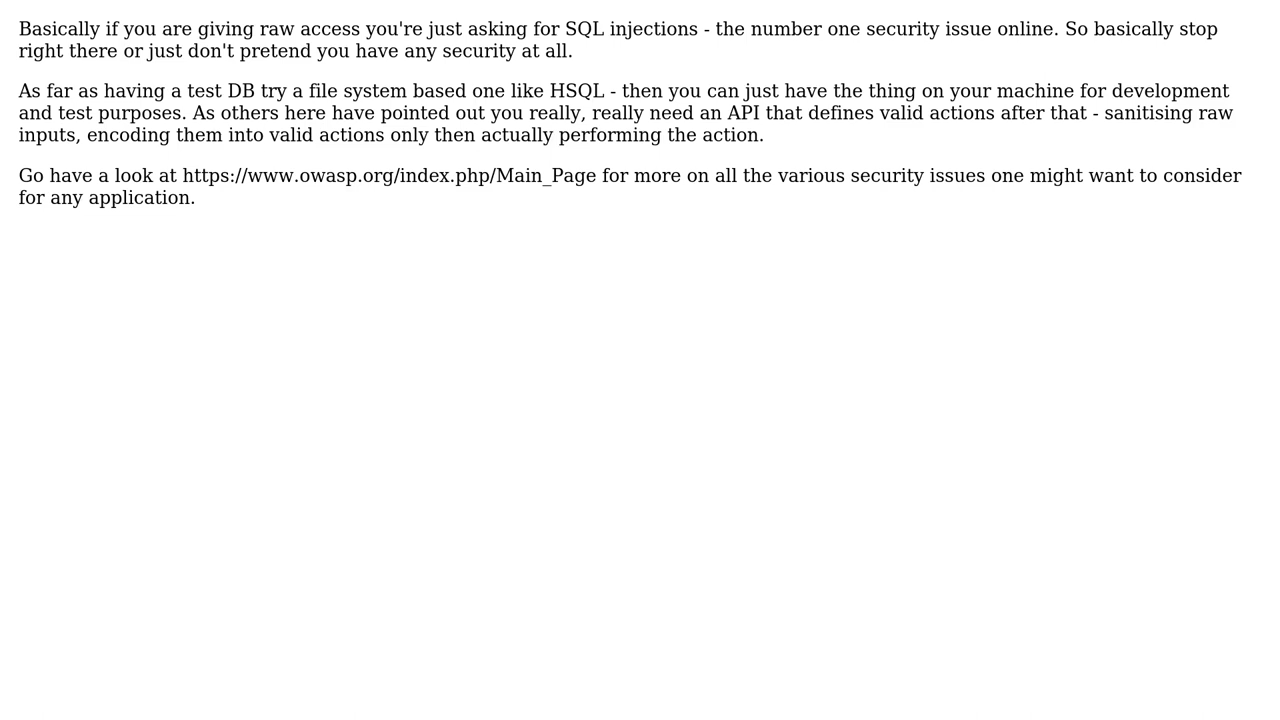 Basically if you are giving raw access you're just asking for SQL injections - the number one security issue online. So basically stop
right there or just don't pretend you have any security at all.
As far as having a test DB try a file system based one like HSQL - then you can just have the thing on your machine for development
and test purposes. As others here have pointed out you really, really need an API that defines valid actions after that - sanitising raw
inputs, encoding them into valid actions only then actually performing the action.
Go have a look at https://www.owasp.org/index.php/Main_Page for more on all the various security issues one might want to consider
for any application.